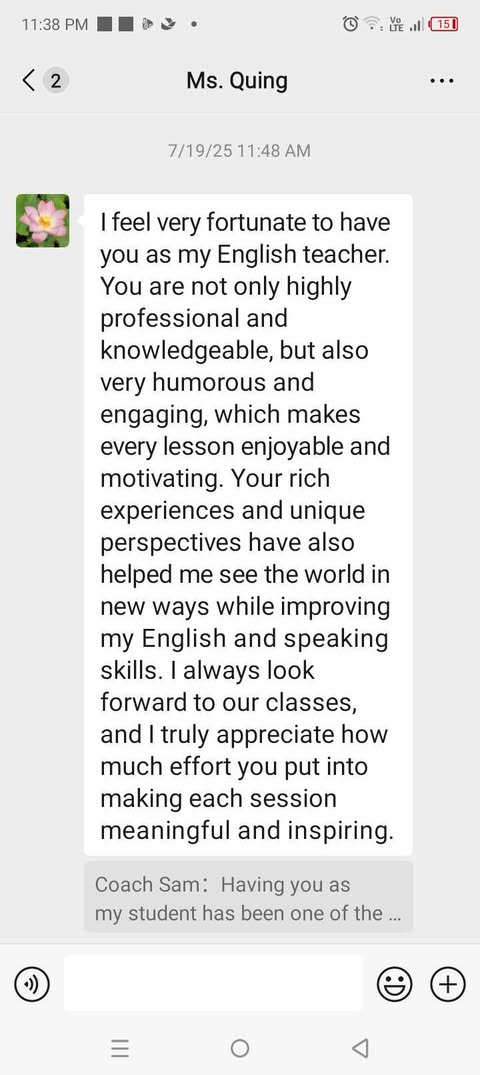 11:38 PM
Vo
LTE
15
2
Ms. Quing
7/19/25 11:48 AM
I feel very fortunate to have
you as my English teacher.
You are not only highly
professional and
knowledgeable, but also
very humorous and
engaging, which makes
every lesson enjoyable and
motivating. Your rich
experiences and unique
perspectives have also
helped me see the world in
new ways while improving
my English and speaking
skills. I always look
forward to our classes,
and I truly appreciate how
much effort you put into
making each session
meaningful and inspiring.
Coach Sam： Having you as
my student has been one of the ...